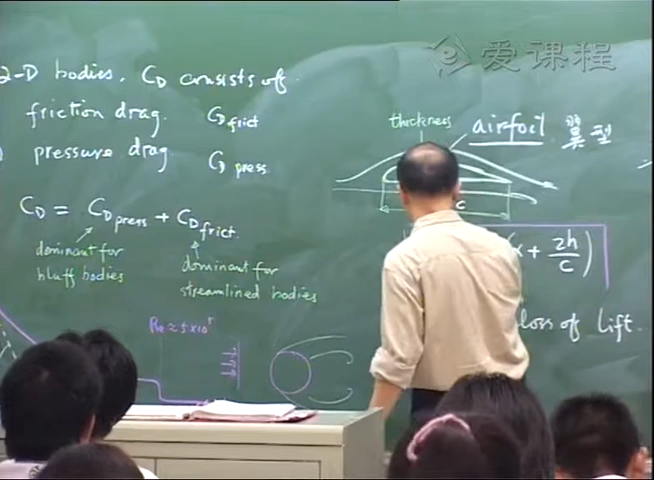 爱课程
2-D bodies. CD consists of
friction drag. CD frict
pressure drag. CD press.
CD = CD press + CD frict.
dominant for
bluff bodies
dominant for
streamlined bodies
thickness
airfoil 翼型
c
+ 2h/c )
loss of lift.
Re ≈ 5×10⁵